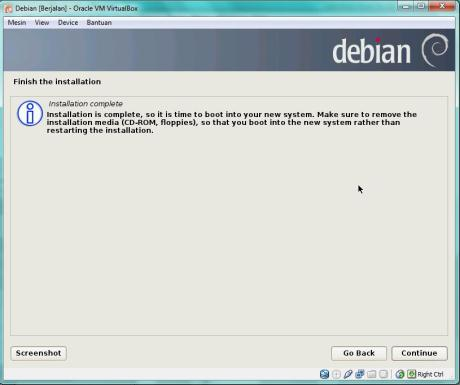 Debian [Berjalan] - Oracle VM VirtualBox
Mesin View Device Bantuan
debian
Finish the installation
Installation complete
Installation is complete, so it is time to boot into your new system. Make sure to remove the
installation media (CD-ROM, floppies), so that you boot into the new system rather than
restarting the installation.
Screenshot Go Back Continue
Right Ctrl